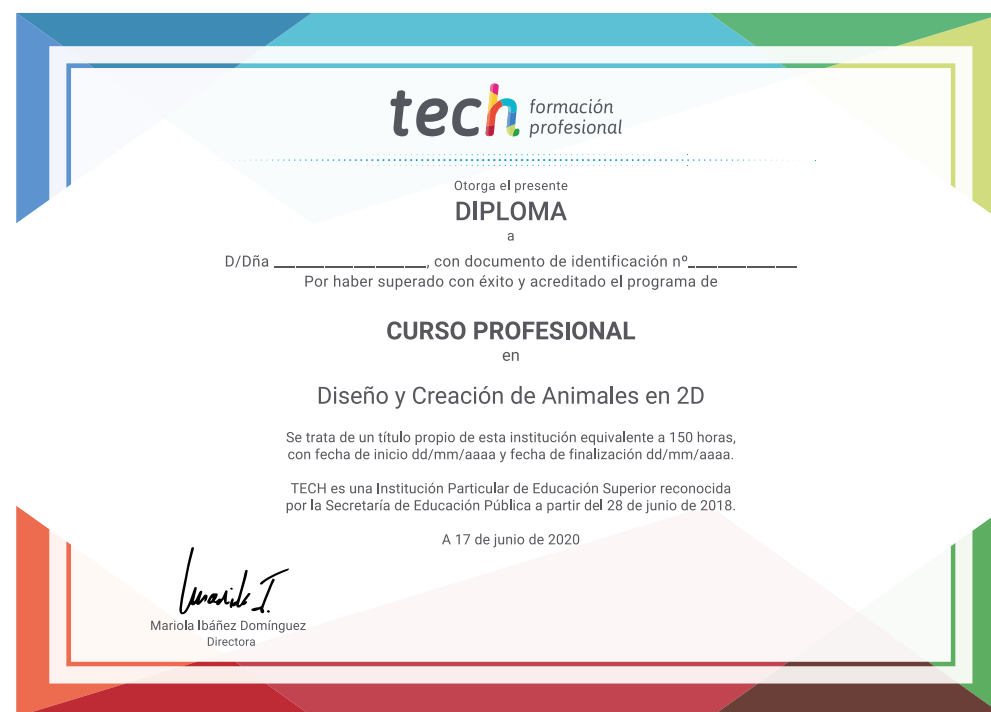 tech formación
profesional
Otorga el presente
DIPLOMA
a
D/Dña ____________________, con documento de identificación nº______________
Por haber superado con éxito y acreditado el programa de
CURSO PROFESIONAL
en
Diseño y Creación de Animales en 2D
Se trata de un título propio de esta institución equivalente a 150 horas,
con fecha de inicio dd/mm/aaaa y fecha de finalización dd/mm/aaaa.
TECH es una Institución Particular de Educación Superior reconocida
por la Secretaría de Educación Pública a partir del 28 de junio de 2018.
A 17 de junio de 2020
Mariola Ibáñez Domínguez
Directora